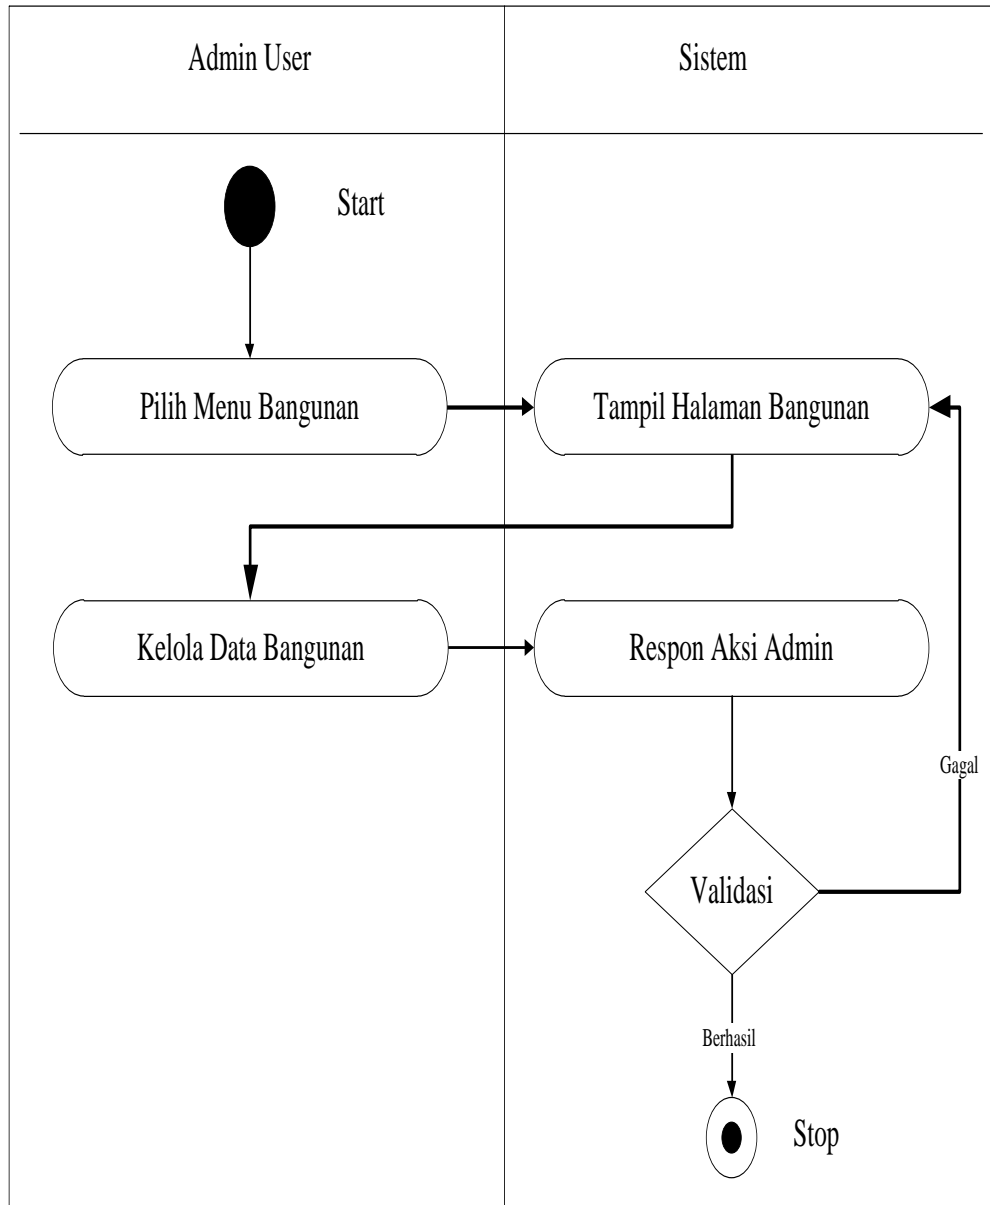 Admin User
Sistem
Start
Pilih Menu Bangunan
Tampil Halaman Bangunan
Kelola Data Bangunan
Respon Aksi Admin
Gagal
Validasi
Berhasil
Stop